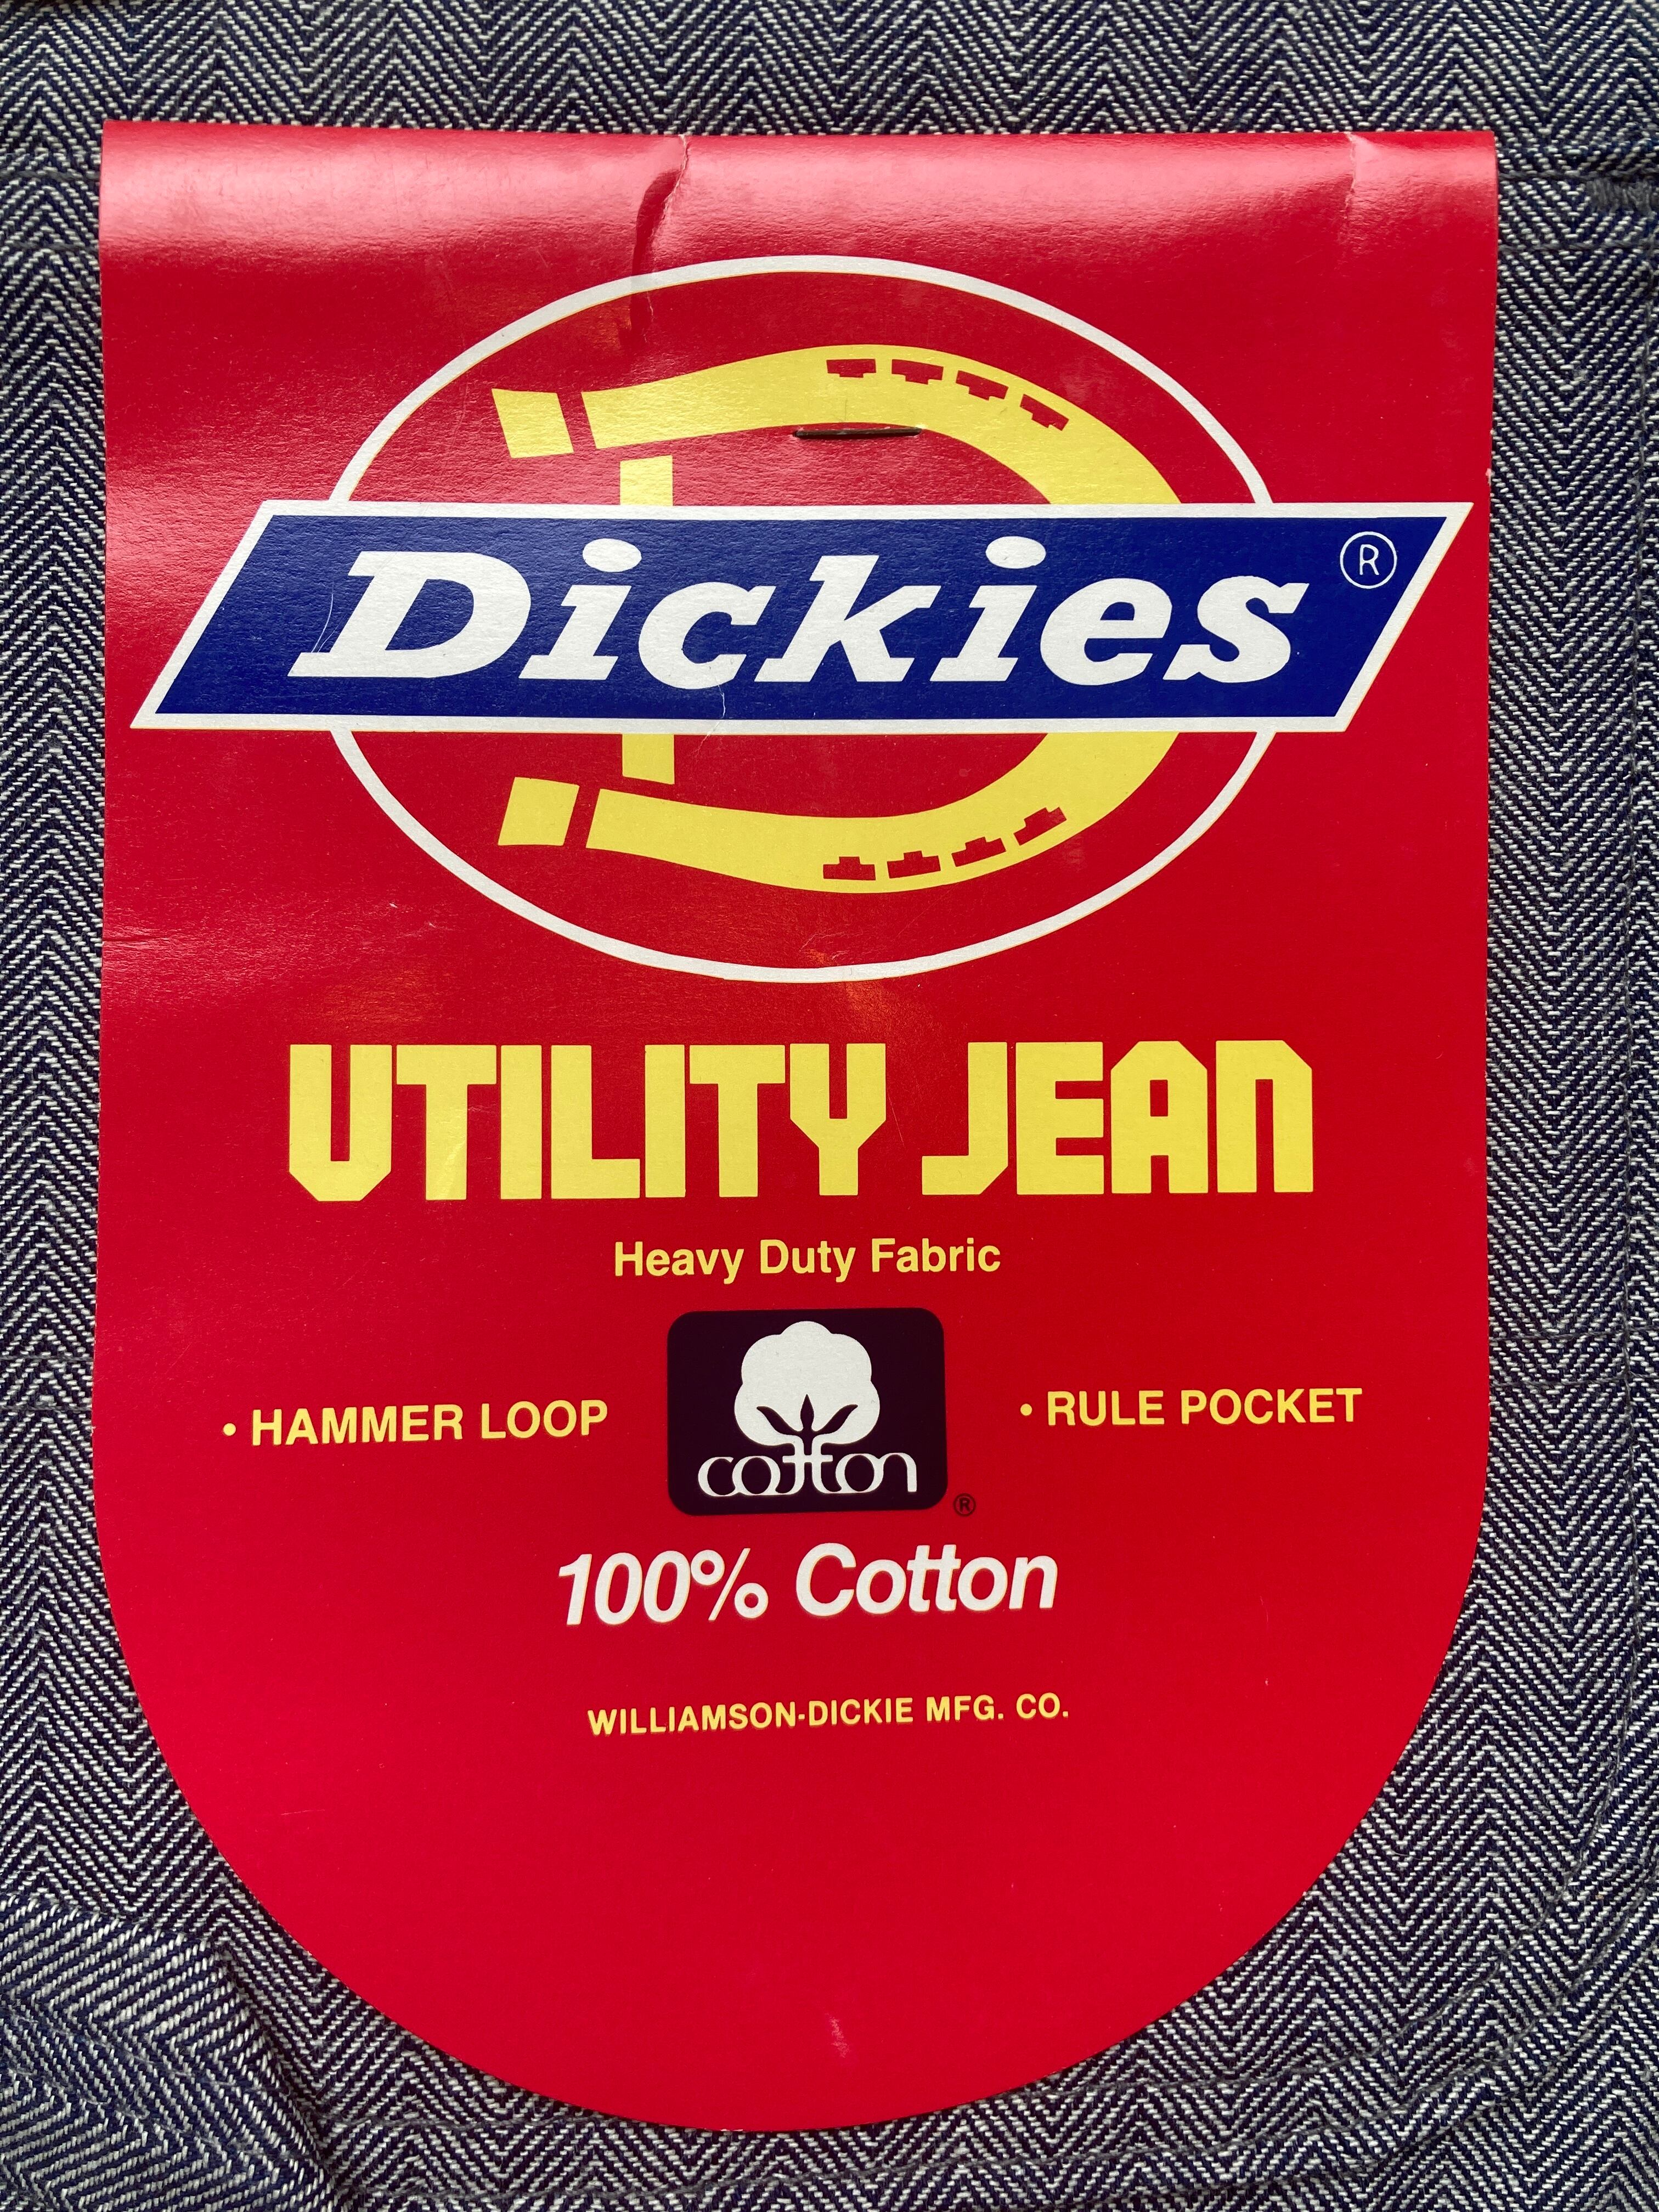 Dickies ®
UTILITY JEAN
Heavy Duty Fabric
• HAMMER LOOP
cotton ®
• RULE POCKET
100% Cotton
WILLIAMSON-DICKIE MFG. CO.